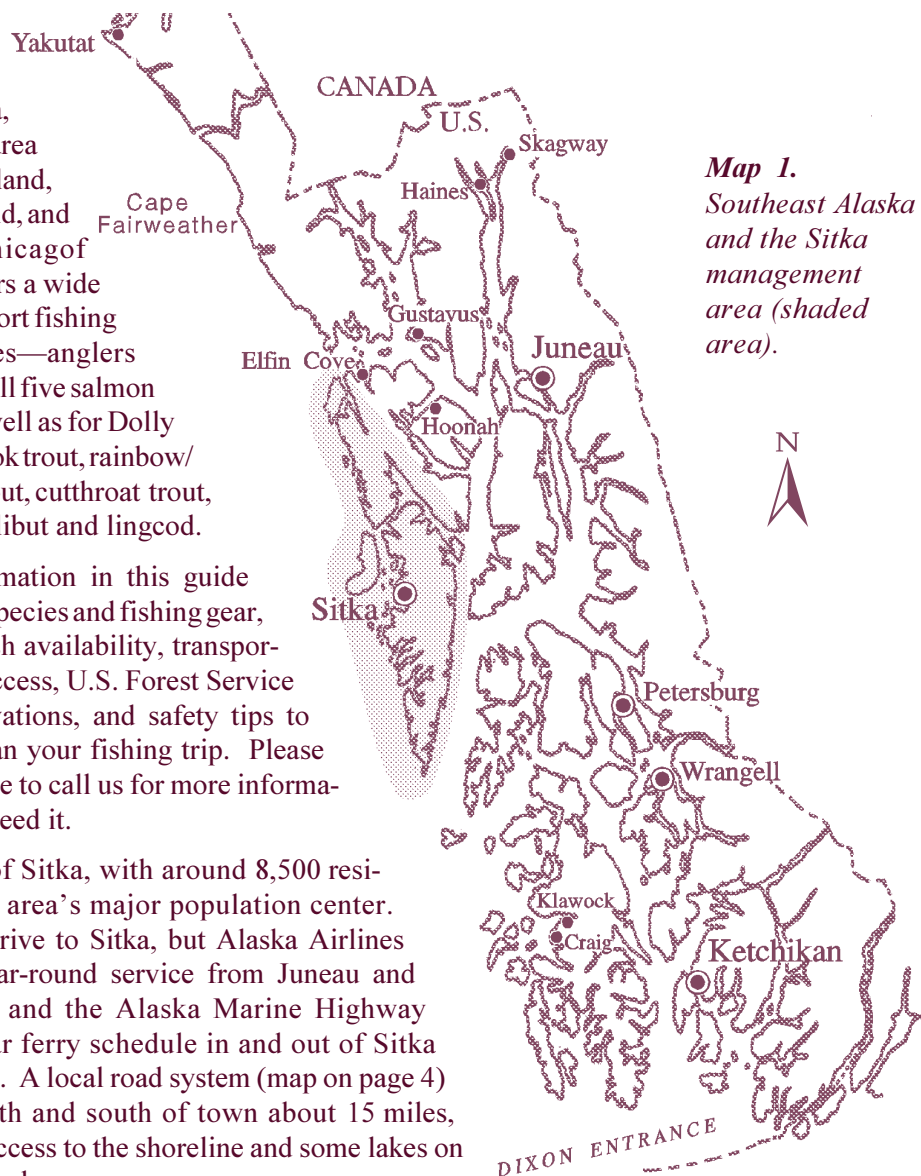 Yakutat
CANADA
U.S.
Skagway
Haines
Cape
Fairweather
Gustavus
Elfin Cove
Juneau
Hoonah
Sitka
Petersburg
Wrangell
Klawock
Craig
Ketchikan
DIXON ENTRANCE
N
Map 1.
Southeast Alaska
and the Sitka
management
area (shaded
area).
land,
d, and
nicagof
rs a wide
ort fishing
es—anglers
ll five salmon
well as for Dolly
ok trout, rainbow/
ut, cutthroat trout,
libut and lingcod.
mation in this guide
pecies and fishing gear,
h availability, transpor-
ccess, U.S. Forest Service
vations, and safety tips to
an your fishing trip. Please
e to call us for more informa-
eed it.
of Sitka, with around 8,500 resi-
area's major population center.
rive to Sitka, but Alaska Airlines
ar-round service from Juneau and
and the Alaska Marine Highway
ur ferry schedule in and out of Sitka
. A local road system (map on page 4)
th and south of town about 15 miles,
ccess to the shoreline and some lakes on